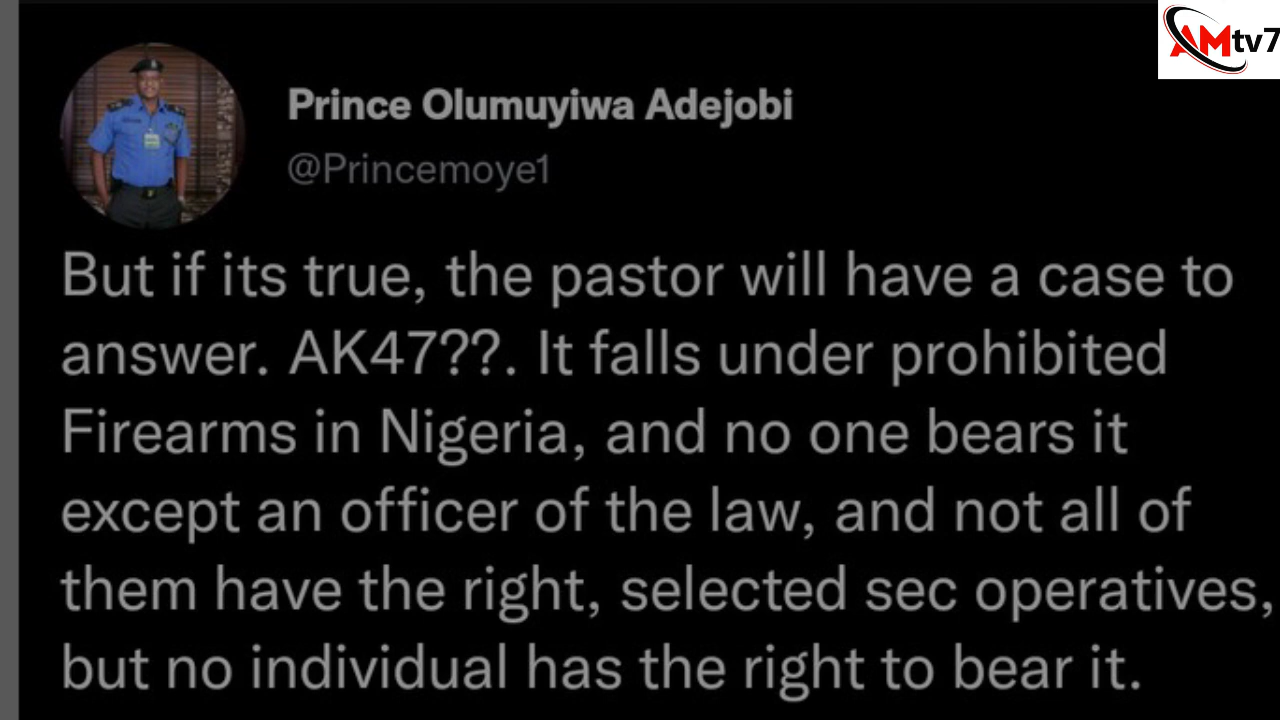 AMtv7
Prince Olumuyiwa Adejobi
@Princemoye1
But if its true, the pastor will have a case to
answer. AK47??. It falls under prohibited
Firearms in Nigeria, and no one bears it
except an officer of the law, and not all of
them have the right, selected sec operatives,
but no individual has the right to bear it.